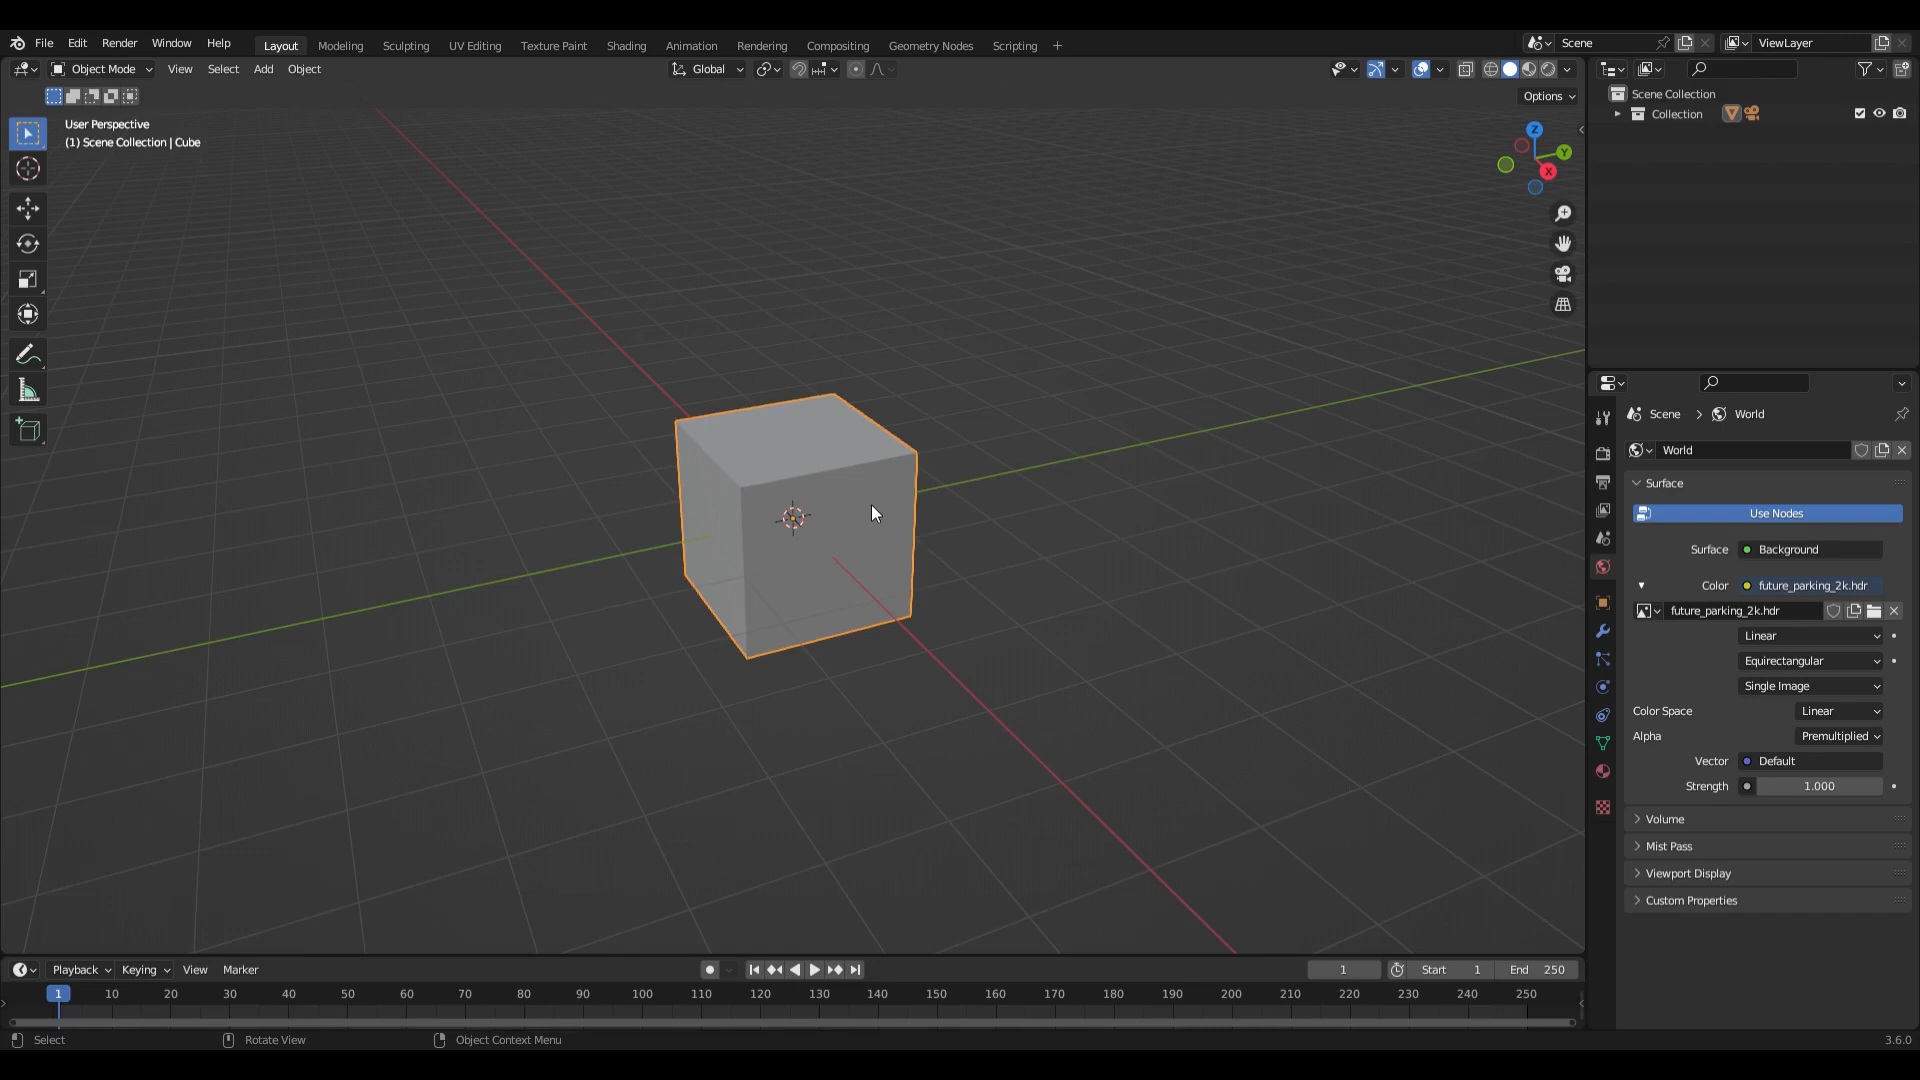 File Edit Render Window Help Layout Modeling Sculpting UV Editing Texture Paint Shading Animation Rendering Compositing Geometry Nodes Scripting + Scene ViewLayer
Object Mode View Select Add Object Global
Options
User Perspective
(1) Scene Collection | Cube
Z
Y
X
Scene Collection
Collection
Scene > World
World
Surface
Use Nodes
Surface Background
Color future_parking_2k.hdr
future_parking_2k.hdr
Linear
Equirectangular
Single Image
Color Space Linear
Alpha Premultiplied
Vector Default
Strength 1.000
Volume
Mist Pass
Viewport Display
Custom Properties
Playback Keying View Marker 1 Start 1 End 250
1 10 20 30 40 50 60 70 80 90 100 110 120 130 140 150 160 170 180 190 200 210 220 230 240 250
Select Rotate View Object Context Menu 3.6.0